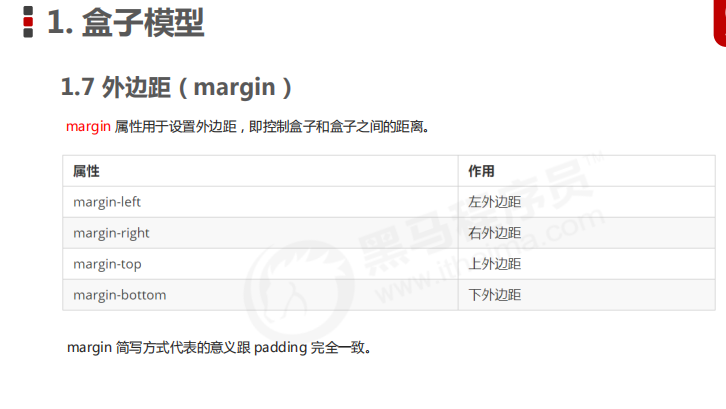 1. 盒子模型
1.7 外边距（margin）
margin 属性用于设置外边距，即控制盒子和盒子之间的距离。
属性 作用
margin-left 左外边距
margin-right 右外边距
margin-top 上外边距
margin-bottom 下外边距
黑马程序员™
www.itheima.com
margin 简写方式代表的意义跟 padding 完全一致。